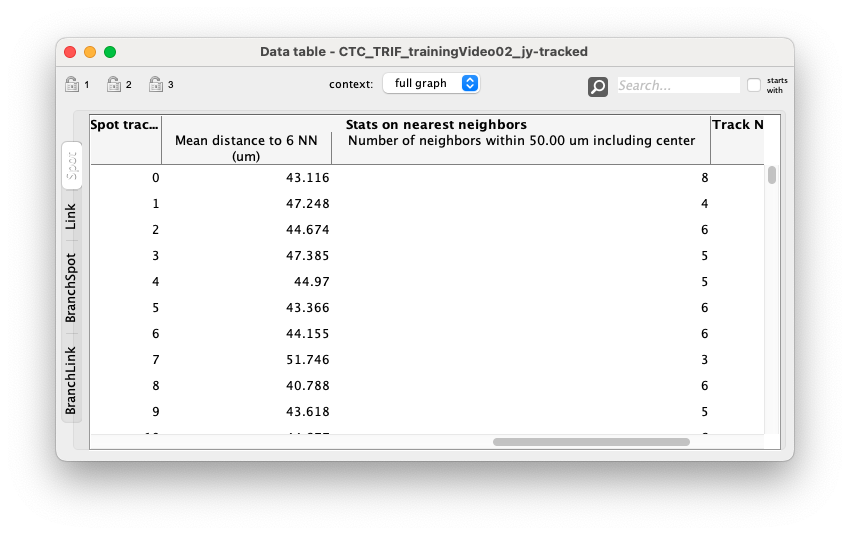 Data table - CTC_TRIF_trainingVideo02_jy-tracked
1 2 3 context: full graph Search... starts with
Spot trac... Stats on nearest neighbors Track N
Mean distance to 6 NN (um) Number of neighbors within 50.00 um including center
0 43.116 8
1 47.248 4
2 44.674 6
3 47.385 5
4 44.97 5
5 43.366 6
6 44.155 6
7 51.746 3
8 40.788 6
9 43.618 5
Spot
Link
BranchSpot
BranchLink